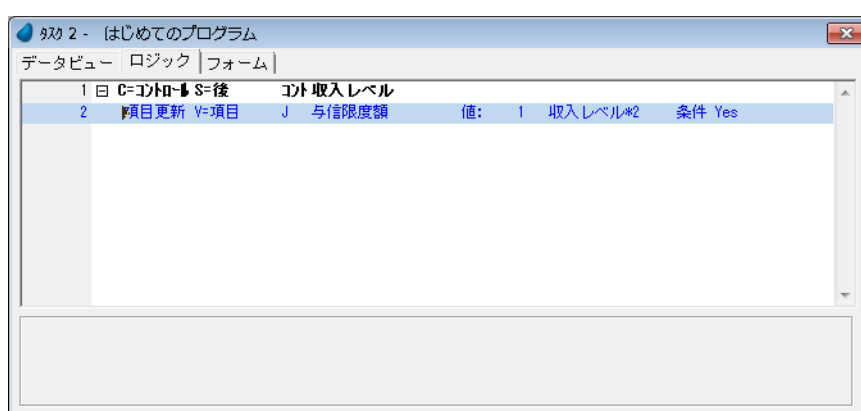 タスク 2 - はじめてのプログラム
データビュー ロジック フォーム
1 C=コントロール S=後 コント 収入レベル
2 項目更新 V=項目 J 与信限度額 値: 1 収入レベル*2 条件 Yes